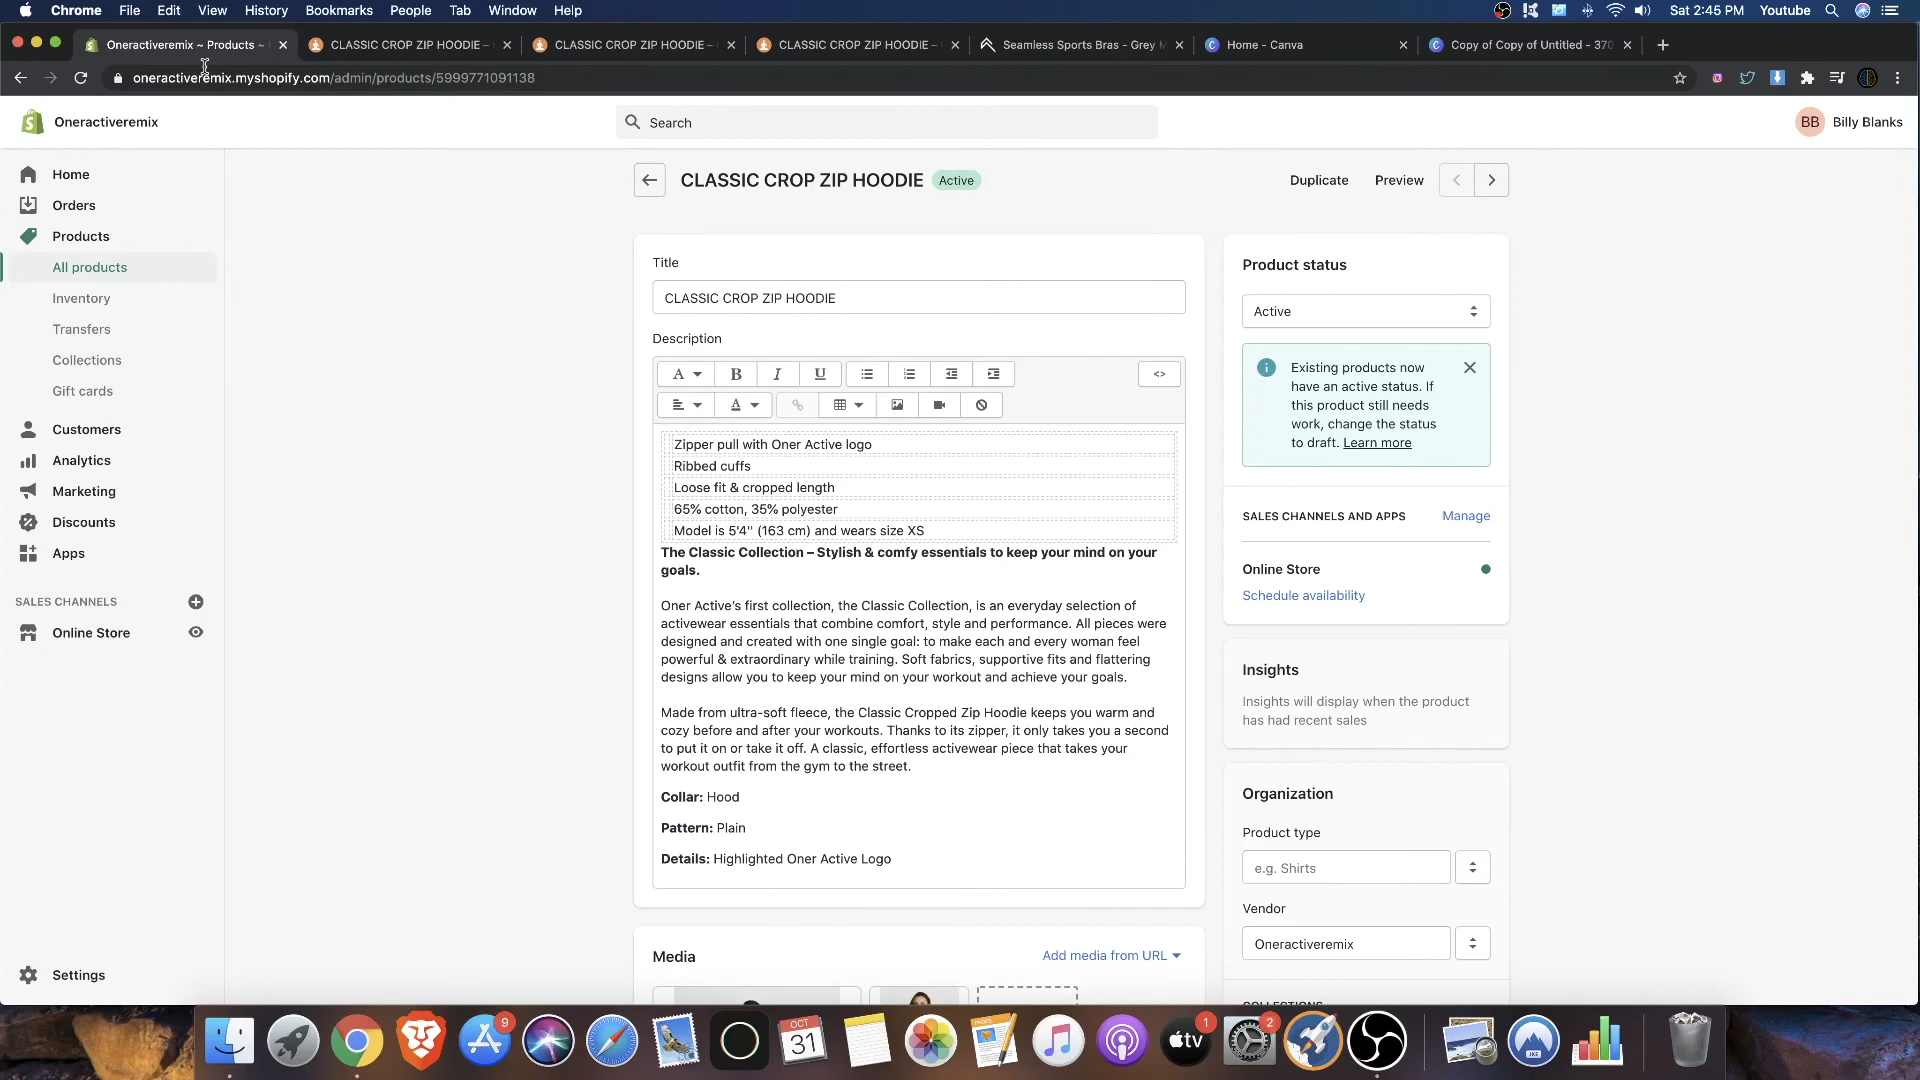 Chrome File Edit View History Bookmarks People Tab Window Help
Sat 2:45 PM Youtube
Oneractiveremix ~ Products ~
CLASSIC CROP ZIP HOODIE –
CLASSIC CROP ZIP HOODIE –
CLASSIC CROP ZIP HOODIE –
Seamless Sports Bras - Grey
Home - Canva
Copy of Copy of Untitled - 370
oneractiveremix.myshopify.com/admin/products/5999771091138
Oneractiveremix
Search
BB Billy Blanks
Home
Orders
Products
All products
Inventory
Transfers
Collections
Gift cards
Customers
Analytics
Marketing
Discounts
Apps
SALES CHANNELS
Online Store
Settings
CLASSIC CROP ZIP HOODIE Active
Duplicate Preview
Title
CLASSIC CROP ZIP HOODIE
Description
A B I U <>
A
Zipper pull with Oner Active logo
Ribbed cuffs
Loose fit & cropped length
65% cotton, 35% polyester
Model is 5'4'' (163 cm) and wears size XS
The Classic Collection – Stylish & comfy essentials to keep your mind on your
goals.
Oner Active's first collection, the Classic Collection, is an everyday selection of
activewear essentials that combine comfort, style and performance. All pieces were
designed and created with one single goal: to make each and every woman feel
powerful & extraordinary while training. Soft fabrics, supportive fits and flattering
designs allow you to keep your mind on your workout and achieve your goals.
Made from ultra-soft fleece, the Classic Cropped Zip Hoodie keeps you warm and
cozy before and after your workouts. Thanks to its zipper, it only takes you a second
to put it on or take it off. A classic, effortless activewear piece that takes your
workout outfit from the gym to the street.
Collar: Hood
Pattern: Plain
Details: Highlighted Oner Active Logo
Media
Add media from URL
Product status
Active
Existing products now
have an active status. If
this product still needs
work, change the status
to draft. Learn more
SALES CHANNELS AND APPS Manage
Online Store
Schedule availability
Insights
Insights will display when the product
has had recent sales
Organization
Product type
e.g. Shirts
Vendor
Oneractiveremix
COLLECTIONS
9
OCT
31
tv
1
2
IKE